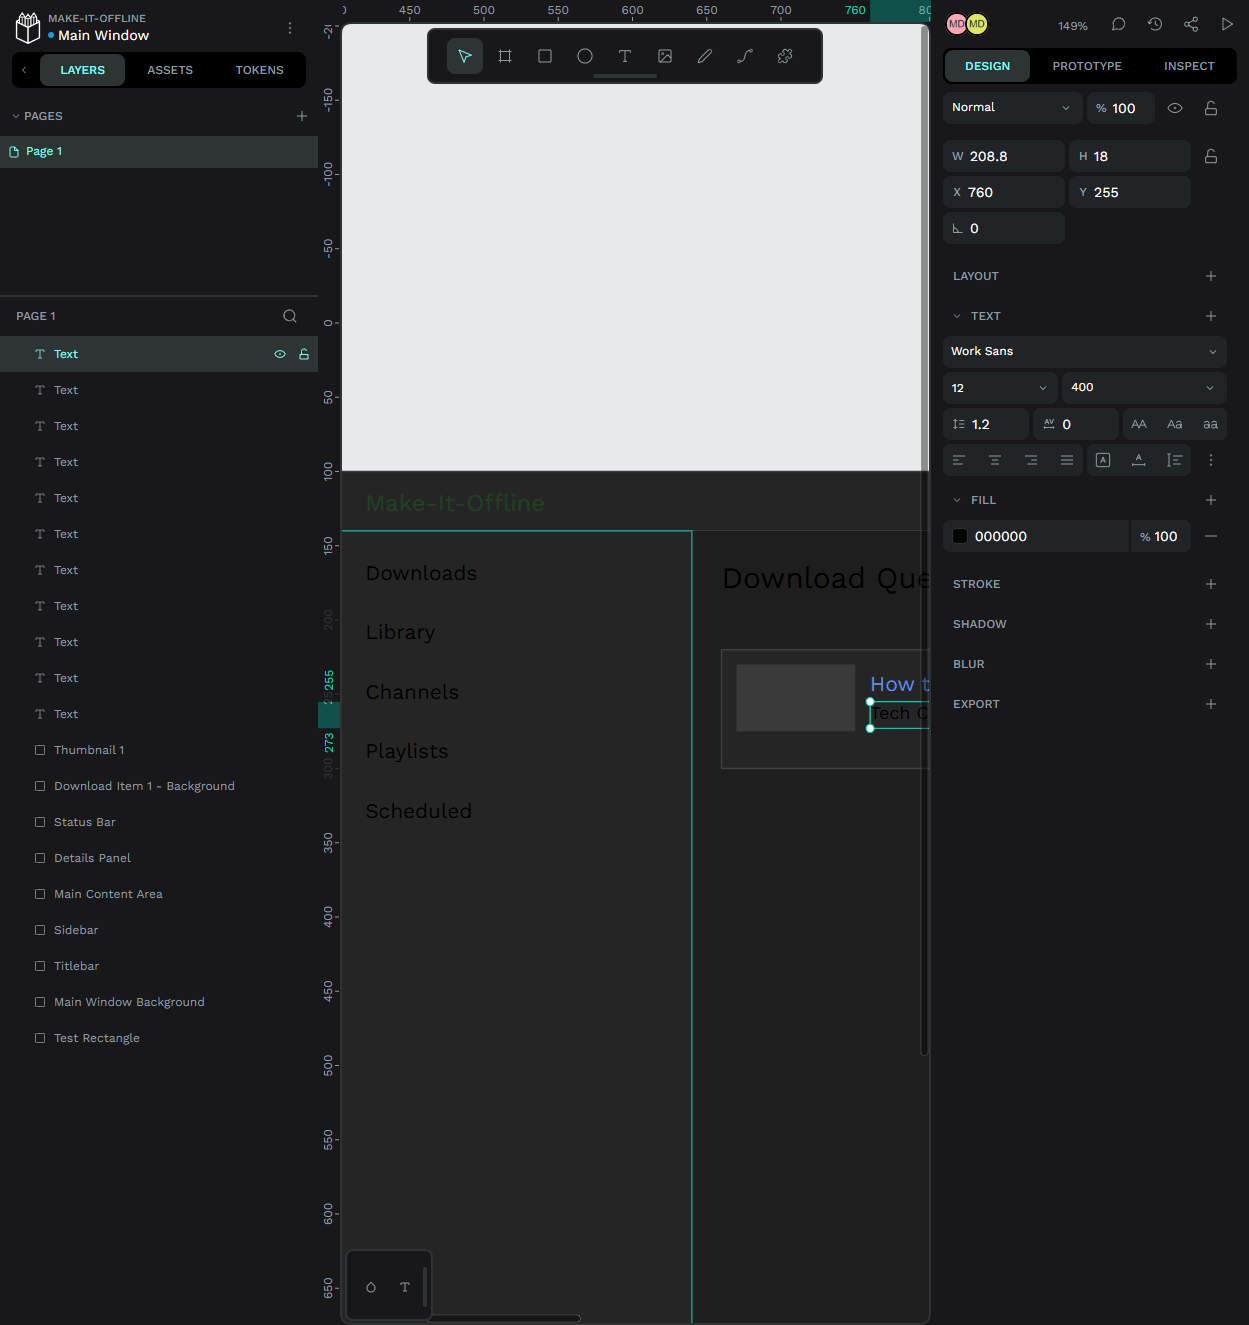 MAKE-IT-OFFLINE
Main Window
LAYERS
ASSETS
TOKENS
PAGES
Page 1
PAGE 1
Text
Text
Text
Text
Text
Text
Text
Text
Text
Text
Text
Thumbnail 1
Download Item 1 - Background
Status Bar
Details Panel
Main Content Area
Sidebar
Titlebar
Main Window Background
Test Rectangle
450 500 550 600 650 700 760
-150
-100
-50
0
50
100
150
200
255
273
300
350
400
450
500
550
600
650
Make-It-Offline
Downloads
Library
Channels
Playlists
Scheduled
Download Que
How t
Tech
MD MD
149%
DESIGN
PROTOTYPE
INSPECT
Normal
% 100
W 208.8
H 18
X 760
Y 255
0
LAYOUT
TEXT
Work Sans
12
400
1.2
AV 0
AA Aa aa
FILL
000000
% 100
STROKE
SHADOW
BLUR
EXPORT